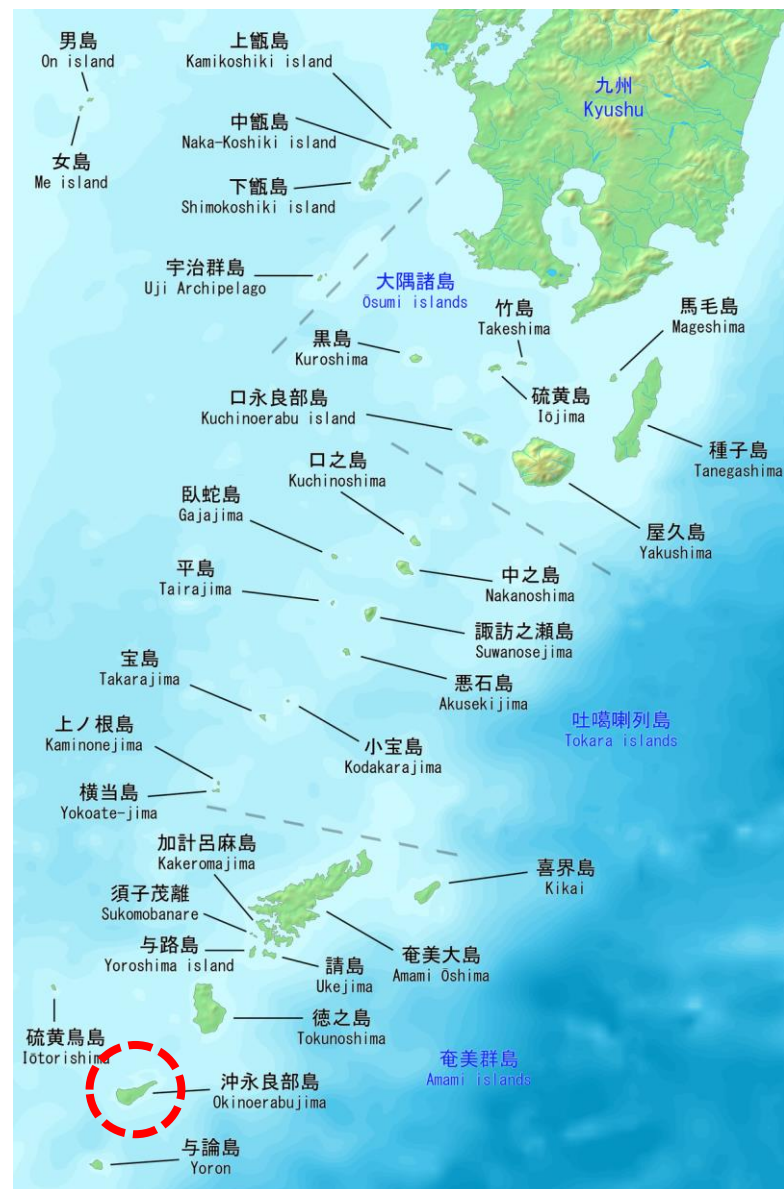 男島
On island
上甑島
Kamikoshiki island
九州
Kyushu
中甑島
Naka-Koshiki island
女島
Me island
下甑島
Shimokoshiki island
宇治群島
Uji Archipelago
大隅諸島
Ōsumi islands
竹島
Takeshima
馬毛島
Mageshima
黒島
Kuroshima
硫黄島
Iōjima
口永良部島
Kuchinoerabu island
種子島
Tanegashima
口之島
Kuchinoshima
臥蛇島
Gajajima
屋久島
Yakushima
平島
Tairajima
中之島
Nakanoshima
諏訪之瀬島
Suwanosejima
宝島
Takarajima
悪石島
Akusekijima
吐噶喇列島
Tokara islands
上ノ根島
Kaminonejima
小宝島
Kodakarajima
横当島
Yokoate-jima
加計呂麻島
Kakeromajima
喜界島
Kikai
須子茂離
Sukomobanare
与路島
Yoroshima island
請島
Ukejima
奄美大島
Amami Ōshima
徳之島
Tokunoshima
硫黄鳥島
Iōtorishima
奄美群島
Amami islands
沖永良部島
Okinoerabujima
与論島
Yoron